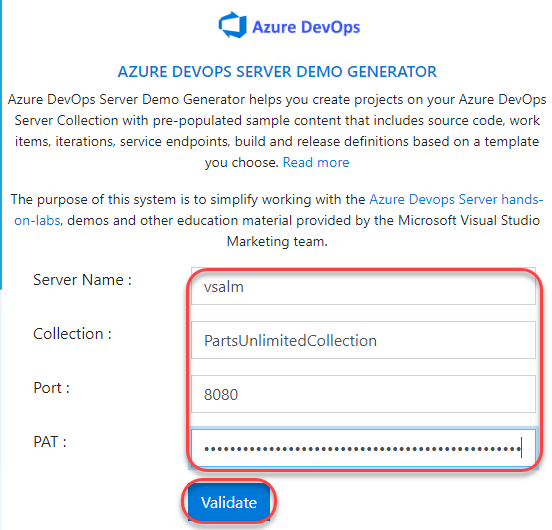 Azure DevOps
AZURE DEVOPS SERVER DEMO GENERATOR
Azure DevOps Server Demo Generator helps you create projects on your Azure DevOps
Server Collection with pre-populated sample content that includes source code, work
items, iterations, service endpoints, build and release definitions based on a template
you choose. Read more
The purpose of this system is to simplify working with the Azure Devops Server hands-
on-labs, demos and other education material provided by the Microsoft Visual Studio
Marketing team.
Server Name : vsalm
Collection : PartsUnlimitedCollection
Port : 8080
PAT :
Validate